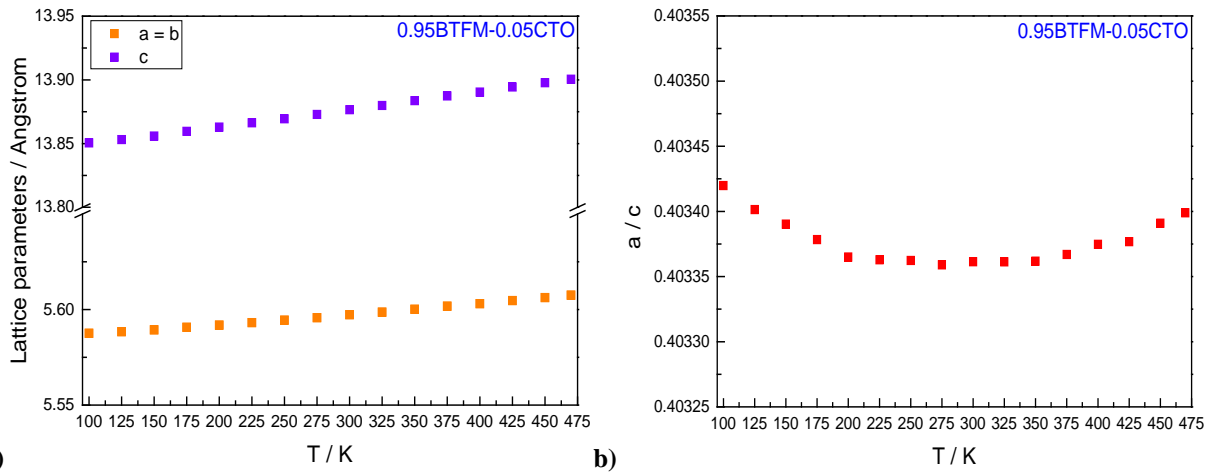 13.95
13.90
13.85
13.80
5.60
5.55
Lattice parameters / Angstrom
a = b
c
0.95BTFM-0.05CTO
100 125 150 175 200 225 250 275 300 325 350 375 400 425 450 475
T / K
)
0.40355
0.40350
0.40345
0.40340
0.40335
0.40330
0.40325
a / c
0.95BTFM-0.05CTO
100 125 150 175 200 225 250 275 300 325 350 375 400 425 450 475
T / K
b)